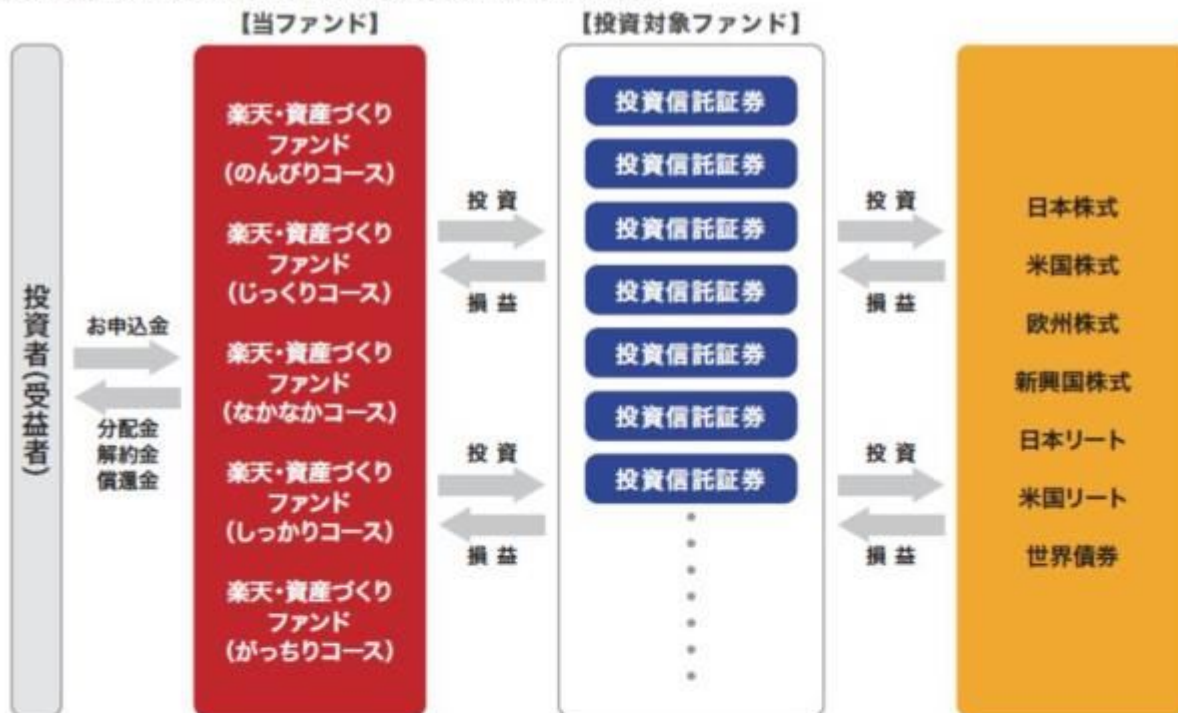 【当ファンド】
【投資対象ファンド】
投資者(受益者)
お申込金
分配金
解約金
償還金
楽天・資産づくり
ファンド
(のんびりコース)
楽天・資産づくり
ファンド
(じっくりコース)
楽天・資産づくり
ファンド
(なかなかコース)
楽天・資産づくり
ファンド
(しっかりコース)
楽天・資産づくり
ファンド
(がっちりコース)
投資
損益
投資
損益
投資信託証券
投資信託証券
投資信託証券
投資信託証券
投資信託証券
投資信託証券
投資信託証券
投資
損益
投資
損益
日本株式
米国株式
欧州株式
新興国株式
日本リート
米国リート
世界債券